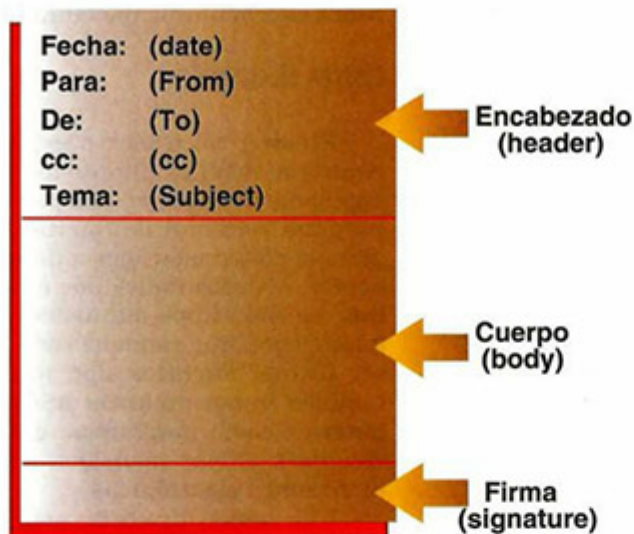 Fecha: (date)
Para: (From)
De: (To)
cc: (cc)
Tema: (Subject)
Encabezado
(header)
Cuerpo
(body)
Firma
(signature)